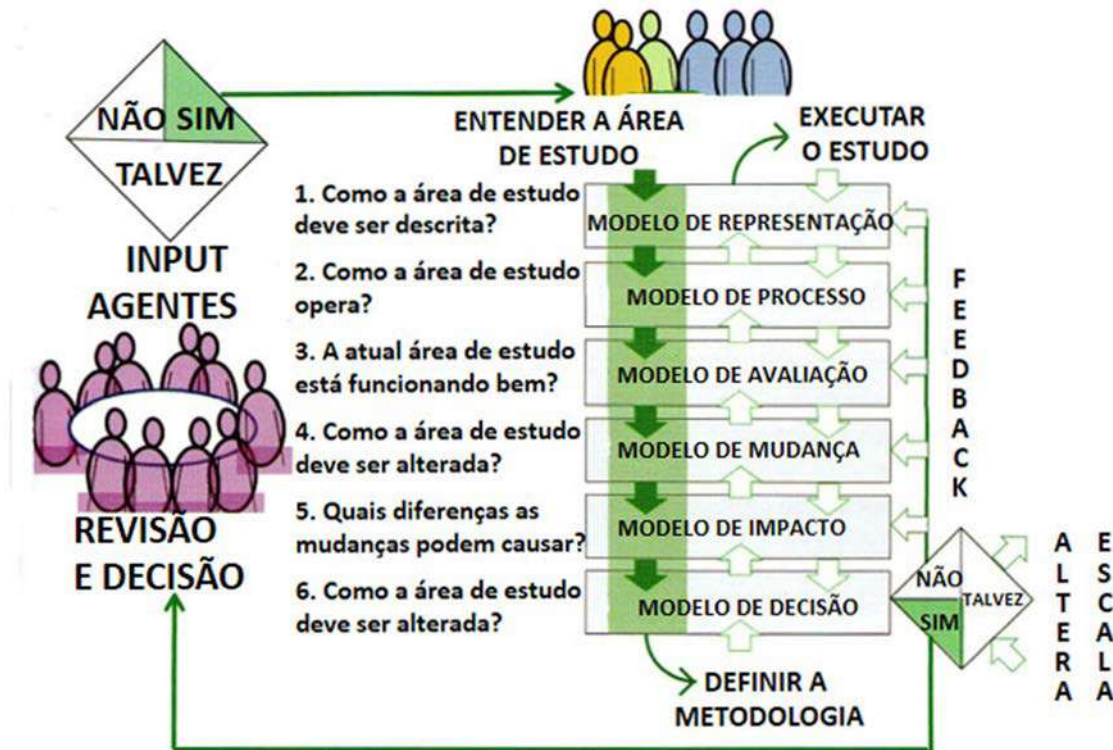 NÃO SIM
TALVEZ
INPUT
AGENTES
REVISÃO
E DECISÃO
ENTENDER A ÁREA
DE ESTUDO
EXECUTAR
O ESTUDO
1. Como a área de estudo
deve ser descrita?
MODELO DE REPRESENTAÇÃO
2. Como a área de estudo
opera?
MODELO DE PROCESSO
3. A atual área de estudo
está funcionando bem?
MODELO DE AVALIAÇÃO
4. Como a área de estudo
deve ser alterada?
MODELO DE MUDANÇA
5. Quais diferenças as
mudanças podem causar?
MODELO DE IMPACTO
6. Como a área de estudo
deve ser alterada?
MODELO DE DECISÃO
DEFINIR A
METODOLOGIA
FEEDBACK
NÃO
TALVEZ
SIM
ALTERA
ESCALA